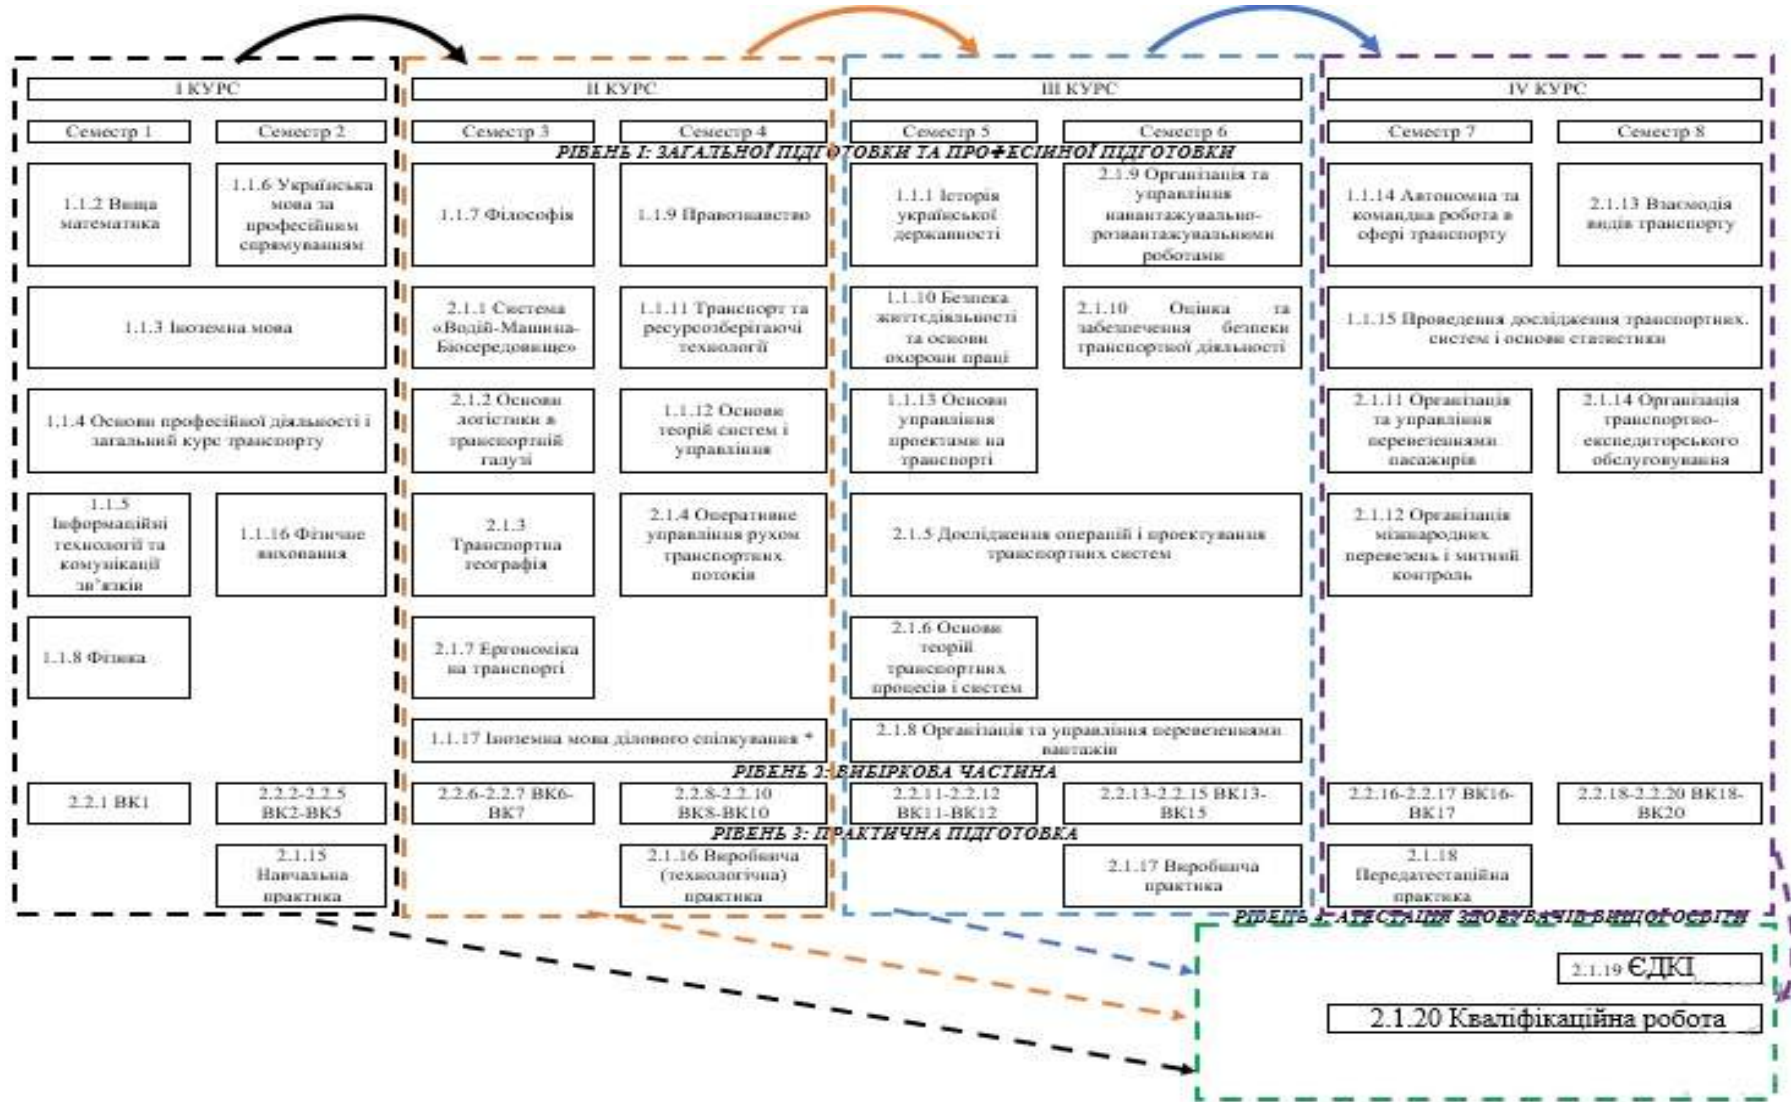 І КУРС
ІІ КУРС
ІІІ КУРС
IV КУРС
Семестр 1
Семестр 2
Семестр 3
Семестр 4
Семестр 5
Семестр 6
Семестр 7
Семестр 8
РІВЕНЬ 1: ЗАГАЛЬНОЇ ПІДГОТОВКИ ТА ПРОФЕСІЙНОЇ ПІДГОТОВКИ
1.1.2 Вища
математика
1.1.6 Українська
мова за
професійним
спрямуванням
1.1.7 Філософія
1.1.9 Правознавство
1.1.1 Історія
української
державності
2.1.9 Організація та
управління
навантажувально-
розвантажувальними
роботами
1.1.14 Автономна та
командна робота в
сфері транспорту
2.1.13 Взаємодія
видів транспорту
1.1.3 Іноземна мова
2.1.1 Система
«Водій-Машина-
Біосередовище»
1.1.11 Транспорт та
ресурсозберігаючі
технології
1.1.10 Безпека
життєдіяльності
та основи
охорони праці
2.1.10 Оцінка та
забезпечення безпеки
транспортної діяльності
1.1.15 Проведення дослідження транспортних.
систем і основи статистики
1.1.4 Основи професійної діяльності і
загальний курс транспорту
2.1.2 Основи
логістики в
транспортній
галузі
1.1.12 Основи
теорій систем і
управління
1.1.13 Основи
управління
проектами на
транспорті
2.1.11 Організація
та управління
перевезеннями
пасажирів
2.1.14 Організація
транспортно-
експедиторського
обслуговування
1.1.5
Інформаційні
технології та
комунікації
зв’язків
1.1.16 Фізичне
виховання
2.1.3
Транспортна
географія
2.1.4 Оперативне
управління рухом
транспортних
потоків
2.1.5 Дослідження операцій і проектування
транспортних систем
2.1.12 Організація
міжнародних
перевезень і митний
контроль
1.1.8 Фізика
2.1.7 Ергономіка
на транспорті
2.1.6 Основи
теорій
транспортних
процесів і систем
1.1.17 Іноземна мова ділового спілкування *
2.1.8 Організація та управління перевезеннями
вантажів
РІВЕНЬ 2: ВИБІРКОВА ЧАСТИНА
2.2.1 ВК1
2.2.2-2.2.5
ВК2-ВК5
2.2.6-2.2.7 ВК6-
ВК7
2.2.8-2.2.10
ВК8-ВК10
2.2.11-2.2.12
ВК11-ВК12
2.2.13-2.2.15 ВК13-
ВК15
2.2.16-2.2.17 ВК16-
ВК17
2.2.18-2.2.20 ВК18-
ВК20
РІВЕНЬ 3: ПРАКТИЧНА ПІДГОТОВКА
2.1.15
Навчальна
практика
2.1.16 Виробнича
(технологічна)
практика
2.1.17 Виробнича
практика
2.1.18
Передатестаційна
практика
РІВЕНЬ 4: АТЕСТАЦІЯ ЗДОБУВАЧІВ ВИЩОЇ ОСВІТИ
2.1.19 ЄДКІ
2.1.20 Кваліфікаційна робота